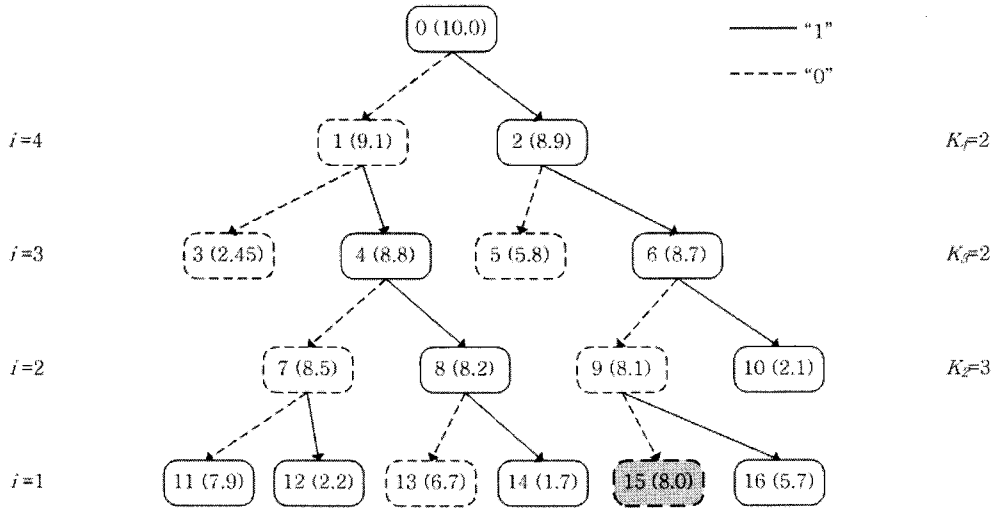 0 (10.0)
"1"
"0"
i=4
1 (9.1)
2 (8.9)
K4=2
i=3
3 (2.45)
4 (8.8)
5 (5.8)
6 (8.7)
K3=2
i=2
7 (8.5)
8 (8.2)
9 (8.1)
10 (2.1)
K2=3
i=1
11 (7.9)
12 (2.2)
13 (6.7)
14 (1.7)
15 (8.0)
16 (5.7)